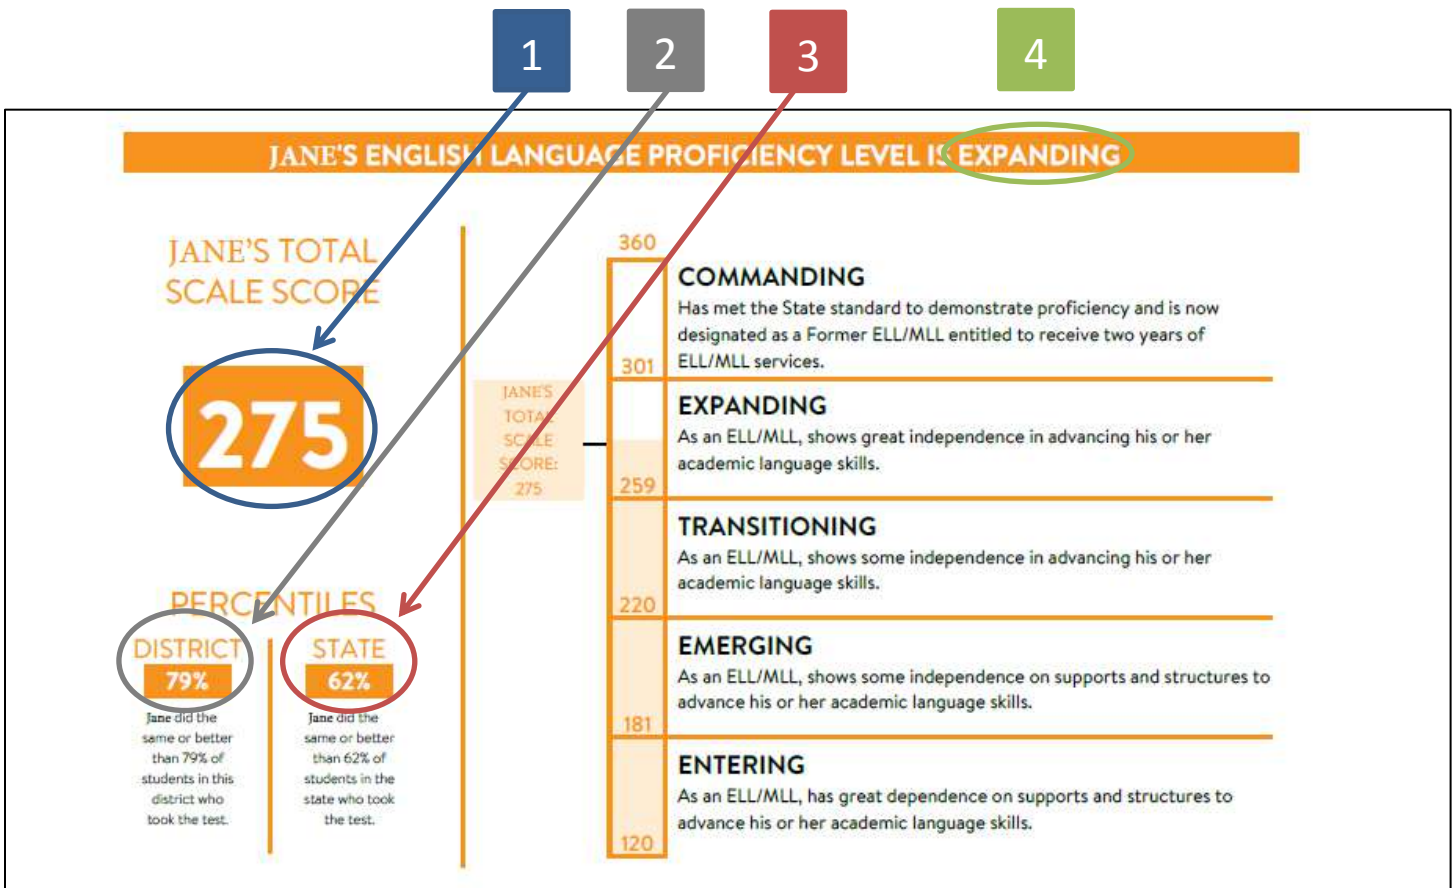 1
2
3
4
JANE'S ENGLISH LANGUAGE PROFICIENCY LEVEL IS EXPANDING
JANE'S TOTAL
SCALE SCORE
275
PERCENTILES
DISTRICT
79%
Jane did the
same or better
than 79% of
students in this
district who
took the test.
STATE
62%
Jane did the
same or better
than 62% of
students in the
state who took
the test.
JANE'S
TOTAL
SCALE
SCORE:
275
360
COMMANDING
Has met the State standard to demonstrate proficiency and is now
designated as a Former ELL/MLL entitled to receive two years of
ELL/MLL services.
301
EXPANDING
As an ELL/MLL, shows great independence in advancing his or her
academic language skills.
259
TRANSITIONING
As an ELL/MLL, shows some independence in advancing his or her
academic language skills.
220
EMERGING
As an ELL/MLL, shows some independence on supports and structures to
advance his or her academic language skills.
181
ENTERING
As an ELL/MLL, has great dependence on supports and structures to
advance his or her academic language skills.
120